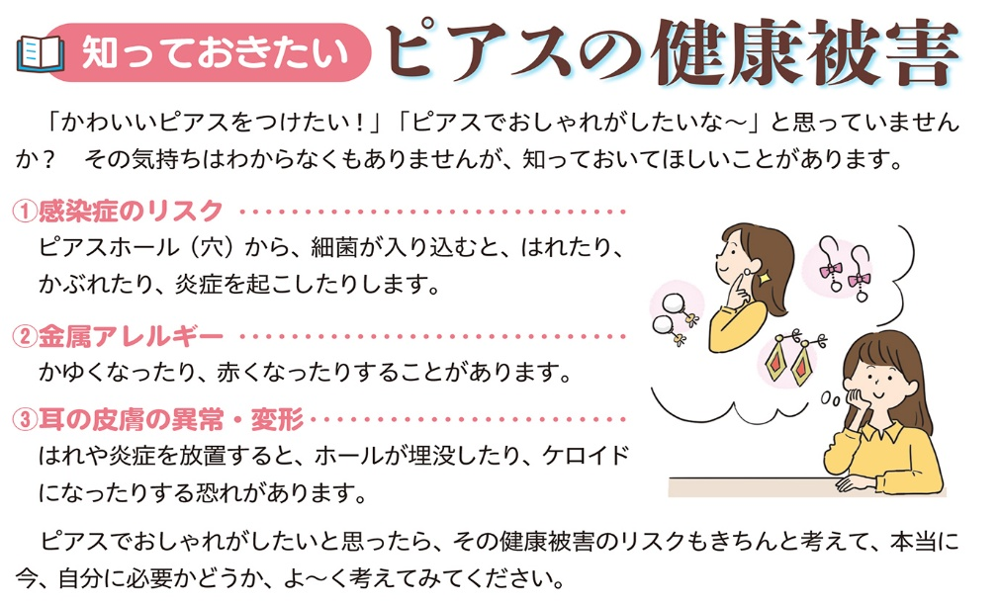 知っておきたい ピアスの健康被害
「かわいいピアスをつけたい！」「ピアスでおしゃれがしたいな～」と思っていません
か？　その気持ちはわからなくもありませんが、知っておいてほしいことがあります。
①感染症のリスク
ピアスホール（穴）から、細菌が入り込むと、はれたり、
かぶれたり、炎症を起こしたりします。
②金属アレルギー
かゆくなったり、赤くなったりすることがあります。
③耳の皮膚の異常・変形
はれや炎症を放置すると、ホールが埋没したり、ケロイド
になったりする恐れがあります。
ピアスでおしゃれがしたいと思ったら、その健康被害のリスクもきちんと考えて、本当に
今、自分に必要かどうか、よ～く考えてみてください。